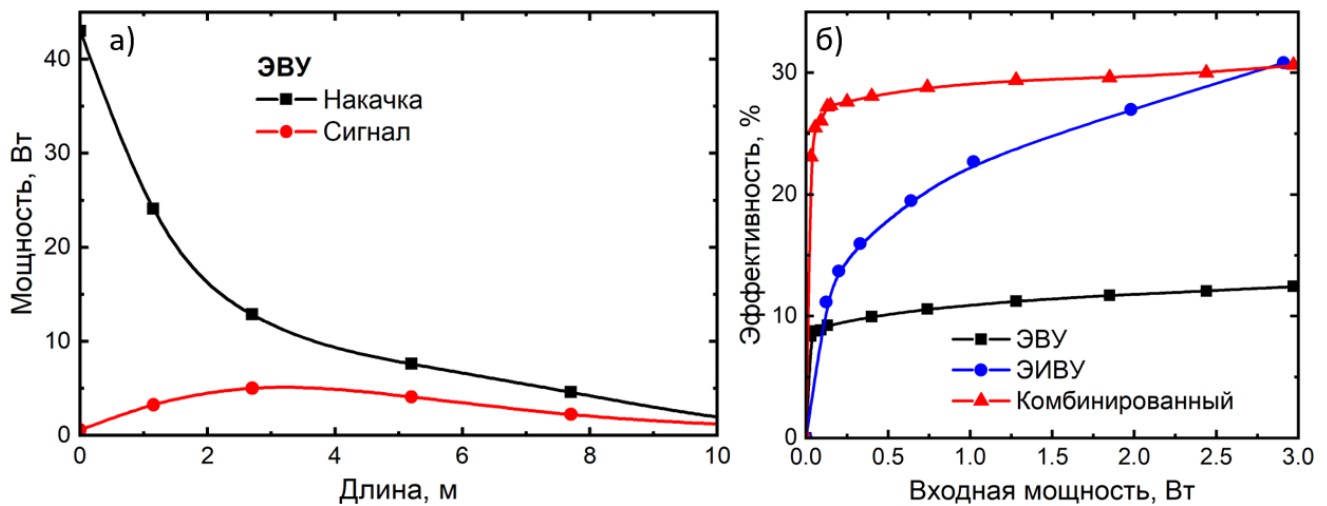 а)
ЭВУ
Накачка
Сигнал
Мощность, Вт
40
30
20
10
0
0 2 4 6 8 10
Длина, м
б)
Эффективность, %
30
20
10
0
ЭВУ
ЭИВУ
Комбинированный
0.0 0.5 1.0 1.5 2.0 2.5 3.0
Входная мощность, Вт